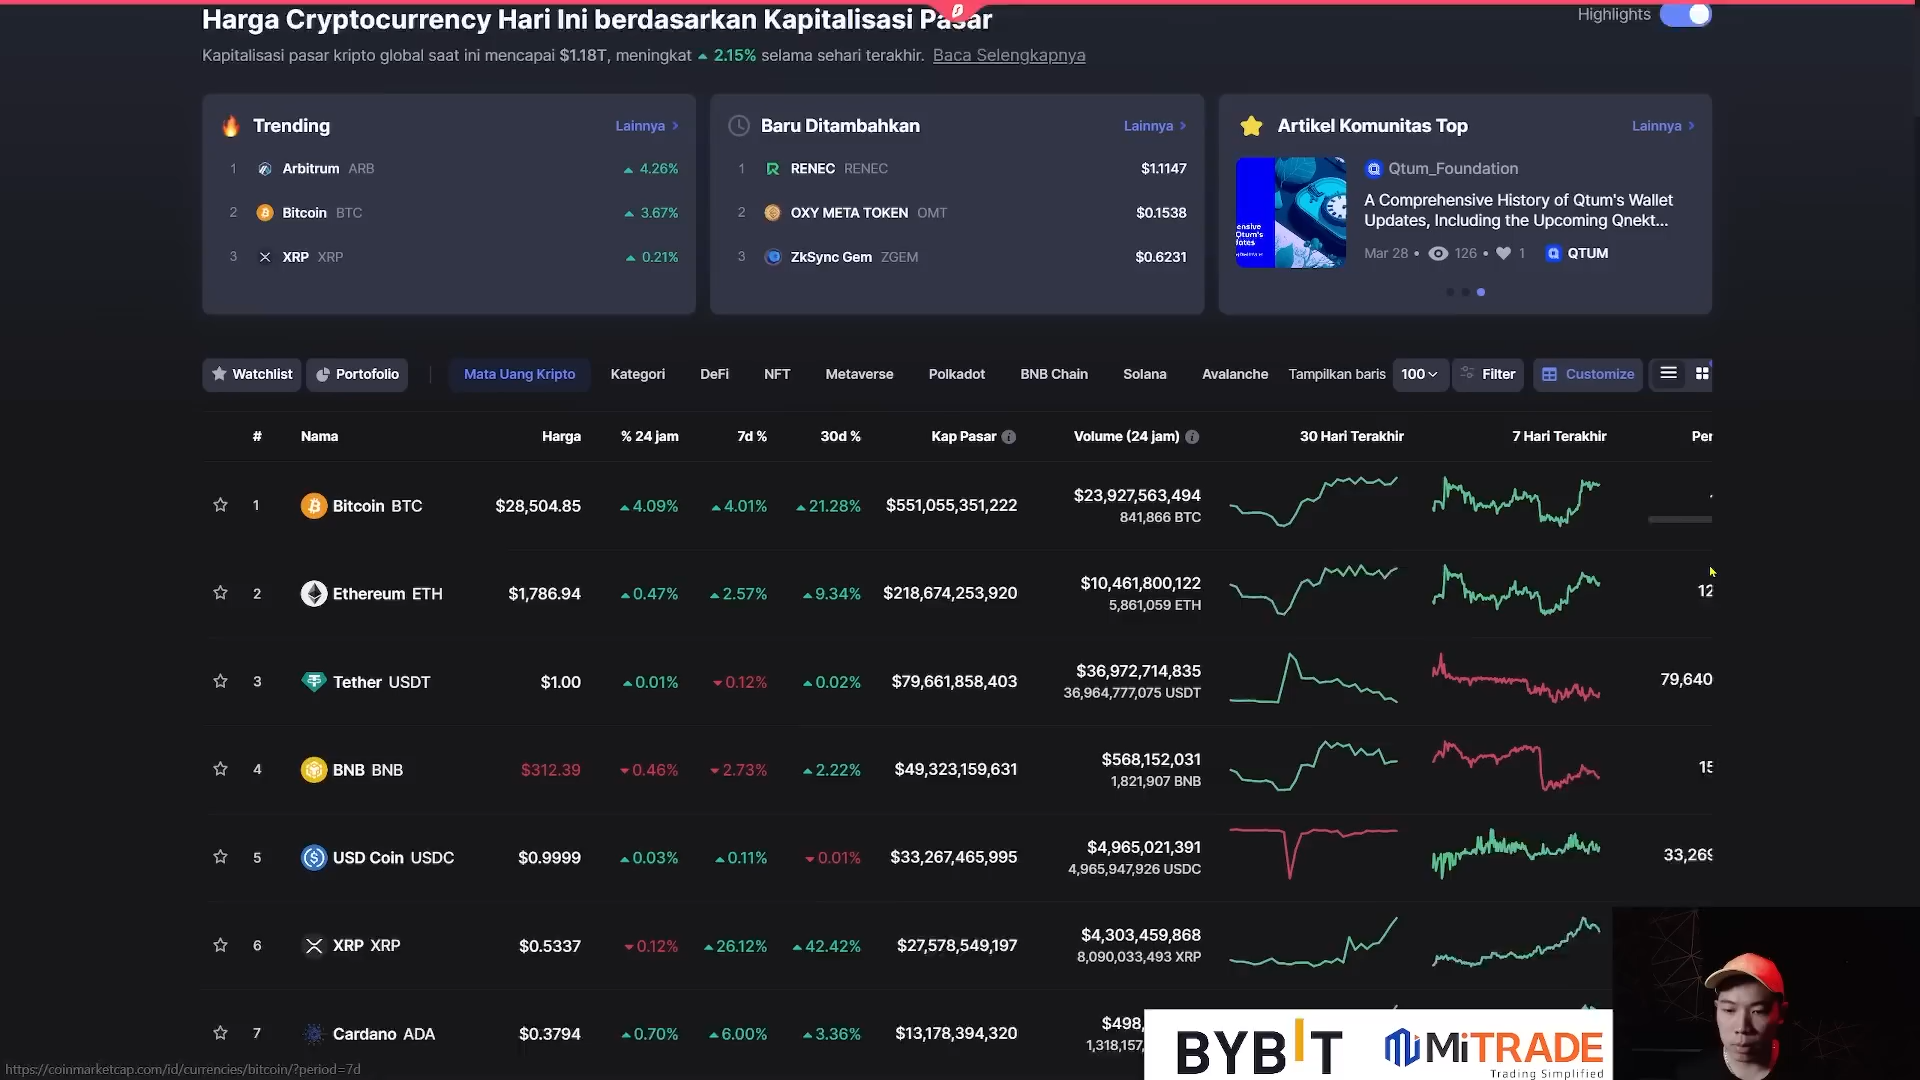 Harga Cryptocurrency Hari Ini berdasarkan Kapitalisasi Pasar
Highlights
Kapitalisasi pasar kripto global saat ini mencapai $1.18T, meningkat 2.15% selama sehari terakhir. Baca Selengkapnya
Trending
Lainnya
1 Arbitrum ARB 4.26%
2 Bitcoin BTC 3.67%
3 XRP XRP 0.21%
Baru Ditambahkan
Lainnya
1 RENEC RENEC $1.1147
2 OXY META TOKEN OMT $0.1538
3 ZkSync Gem ZGEM $0.6231
Artikel Komunitas Top
Lainnya
Qtum_Foundation
A Comprehensive History of Qtum's Wallet
Updates, Including the Upcoming Qnekt...
Mar 28 • 126 • 1 QTUM
Watchlist Portofolio Mata Uang Kripto Kategori DeFi NFT Metaverse Polkadot BNB Chain Solana Avalanche Tampilkan baris 100 Filter Customize
# Nama Harga % 24 jam 7d % 30d % Kap Pasar Volume (24 jam) 30 Hari Terakhir 7 Hari Terakhir Per
1 Bitcoin BTC $28,504.85 4.09% 4.01% 21.28% $551,055,351,222 $23,927,563,494
841,866 BTC
2 Ethereum ETH $1,786.94 0.47% 2.57% 9.34% $218,674,253,920 $10,461,800,122 12
5,861,059 ETH
3 Tether USDT $1.00 0.01% 0.12% 0.02% $79,661,858,403 $36,972,714,835 79,640
36,964,777,075 USDT
4 BNB BNB $312.39 0.46% 2.73% 2.22% $49,323,159,631 $568,152,031 15
1,821,907 BNB
5 USD Coin USDC $0.9999 0.03% 0.11% 0.01% $33,267,465,995 $4,965,021,391 33,269
4,965,947,926 USDC
6 XRP XRP $0.5337 0.12% 26.12% 42.42% $27,578,549,197 $4,303,459,868
8,090,033,493 XRP
7 Cardano ADA $0.3794 0.70% 6.00% 3.36% $13,178,394,320 $498,
1,318,157,
https://coinmarketcap.com/id/currencies/bitcoin/?period=7d
BYBIT
MiTRADE
Trading Simplified